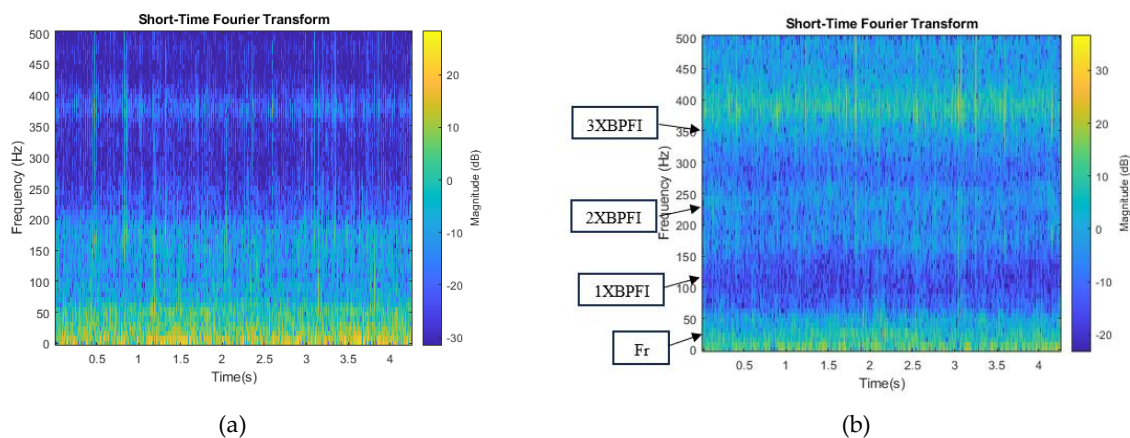 Short-Time Fourier Transform
500
450
400
350
300
250
200
150
100
50
0
Frequency (Hz)
0.5 1 1.5 2 2.5 3 3.5 4
Time(s)
20
10
0
-10
-20
-30
Magnitude (dB)
(a)
Short-Time Fourier Transform
3XBPFI
2XBPFI
1XBPFI
Fr
500
450
400
350
300
250
200
150
100
50
0
Frequency (Hz)
0.5 1 1.5 2 2.5 3 3.5 4
Time(s)
30
20
10
0
-10
-20
Magnitude (dB)
(b)